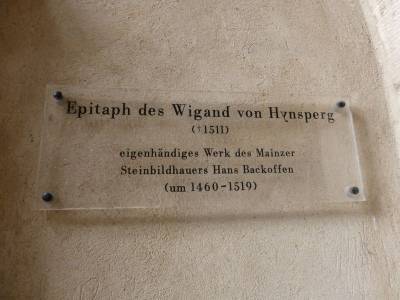 Epitaph des Wigand von Hynsperg
(†1511)
eigenhändiges Werk des Mainzer
Steinbildhauers Hans Backoffen
(um 1460-1519)